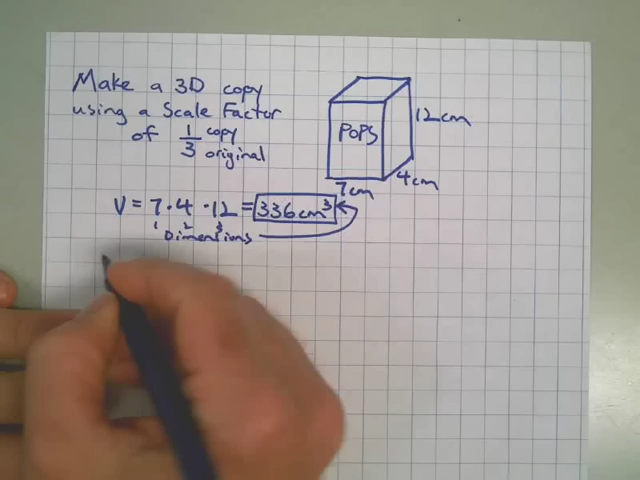 Make a 3D copy
using a Scale Factor
of 1/3 copy
original
POPS
12cm
4cm
7cm
V = 7 · 4 · 12 = 336cm³
1 2 3
Dimensions